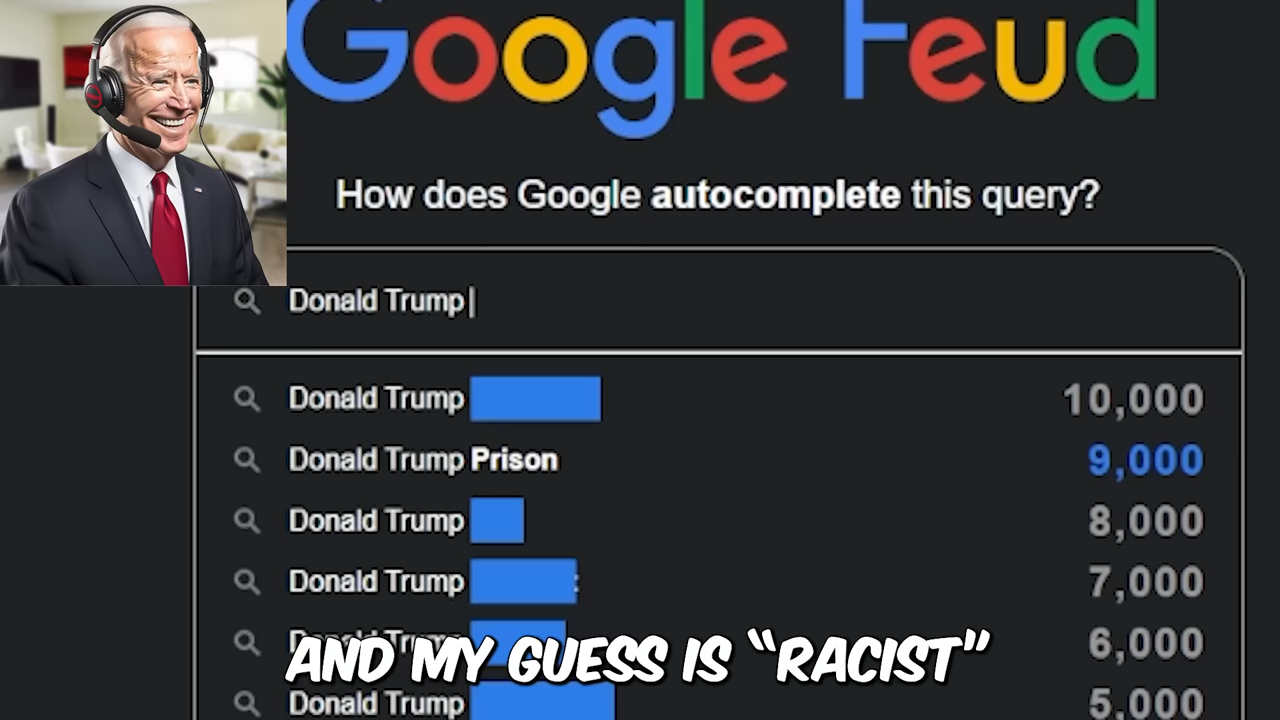 Google Feud
How does Google autocomplete this query?
Donald Trump
Donald Trump 10,000
Donald Trump Prison 9,000
Donald Trump 8,000
Donald Trump 7,000
Donald Trump 6,000
AND MY GUESS IS “RACIST”
Donald Trump 5,000